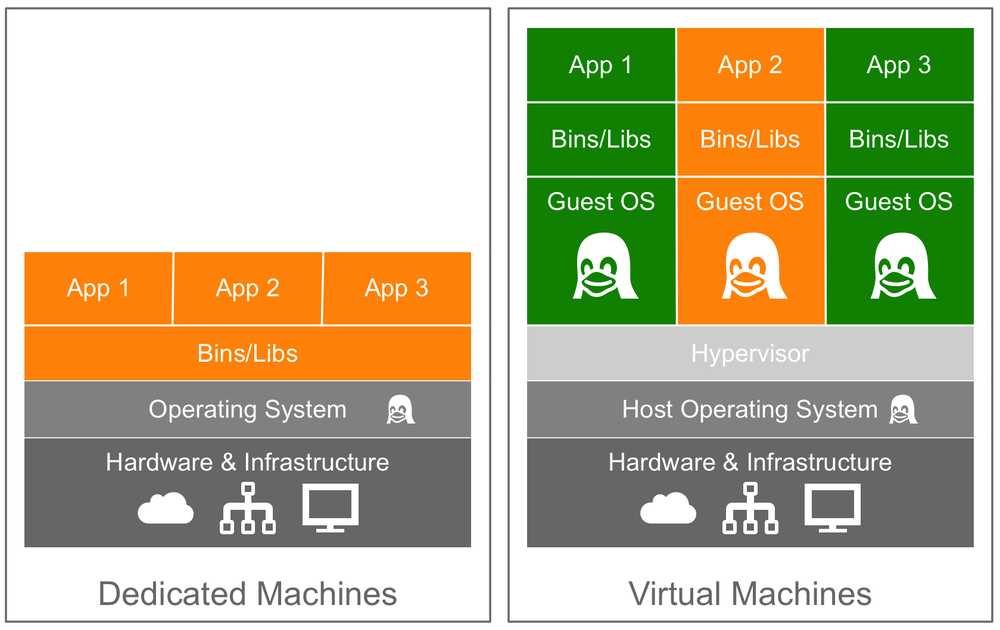 App 1
App 2
App 3
Bins/Libs
Operating System
Hardware & Infrastructure
Dedicated Machines
App 1
App 2
App 3
Bins/Libs
Bins/Libs
Bins/Libs
Guest OS
Guest OS
Guest OS
Hypervisor
Host Operating System
Hardware & Infrastructure
Virtual Machines